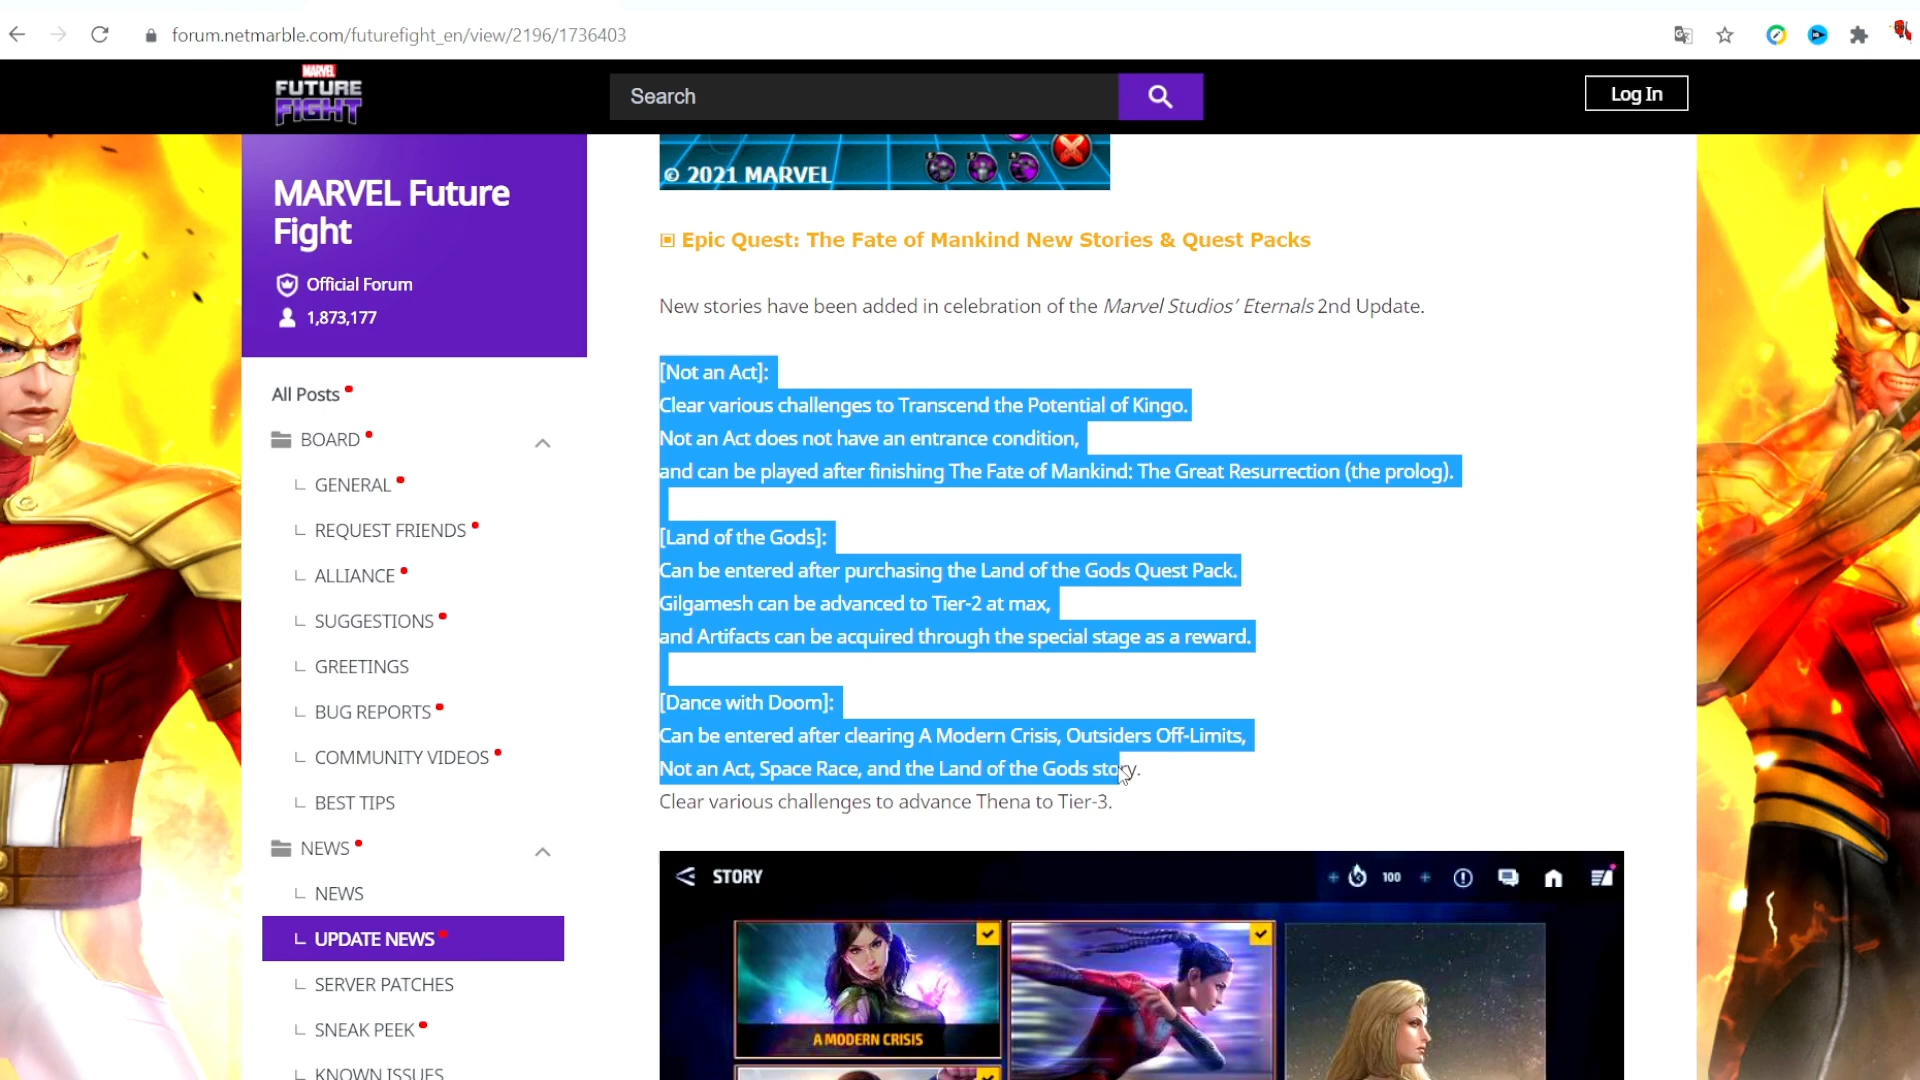 forum.netmarble.com/futurefight_en/view/2196/1736403
MARVEL
FUTURE
FIGHT
Search
Log In
MARVEL Future
Fight
Official Forum
1,873,177
All Posts
BOARD
GENERAL
REQUEST FRIENDS
ALLIANCE
SUGGESTIONS
GREETINGS
BUG REPORTS
COMMUNITY VIDEOS
BEST TIPS
NEWS
NEWS
UPDATE NEWS
SERVER PATCHES
SNEAK PEEK
KNOWN ISSUES
© 2021 MARVEL
▣ Epic Quest: The Fate of Mankind New Stories & Quest Packs
New stories have been added in celebration of the Marvel Studios’ Eternals 2nd Update.
[Not an Act]:
Clear various challenges to Transcend the Potential of Kingo.
Not an Act does not have an entrance condition,
and can be played after finishing The Fate of Mankind: The Great Resurrection (the prolog).
[Land of the Gods]:
Can be entered after purchasing the Land of the Gods Quest Pack.
Gilgamesh can be advanced to Tier-2 at max,
and Artifacts can be acquired through the special stage as a reward.
[Dance with Doom]:
Can be entered after clearing A Modern Crisis, Outsiders Off-Limits,
Not an Act, Space Race, and the Land of the Gods story.
Clear various challenges to advance Thena to Tier-3.
STORY
+ 100 +
A MODERN CRISIS